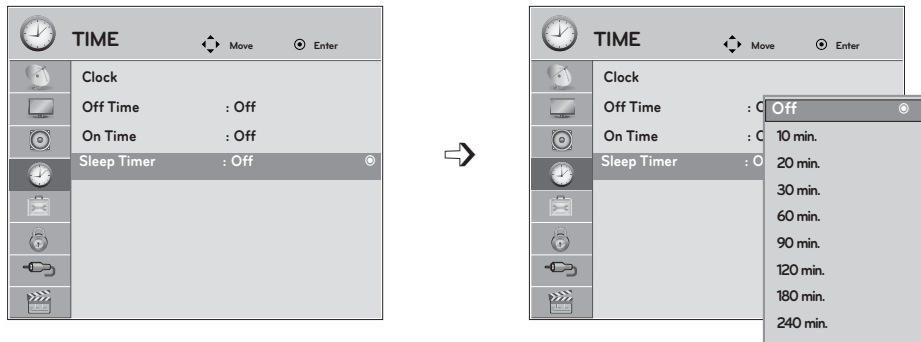 TIME
Move
Enter
Clock
Off Time : Off
On Time : Off
Sleep Timer : Off
TIME
Move
Enter
Clock
Off Time : O
On Time : O
Sleep Timer : O
Off
10 min.
20 min.
30 min.
60 min.
90 min.
120 min.
180 min.
240 min.